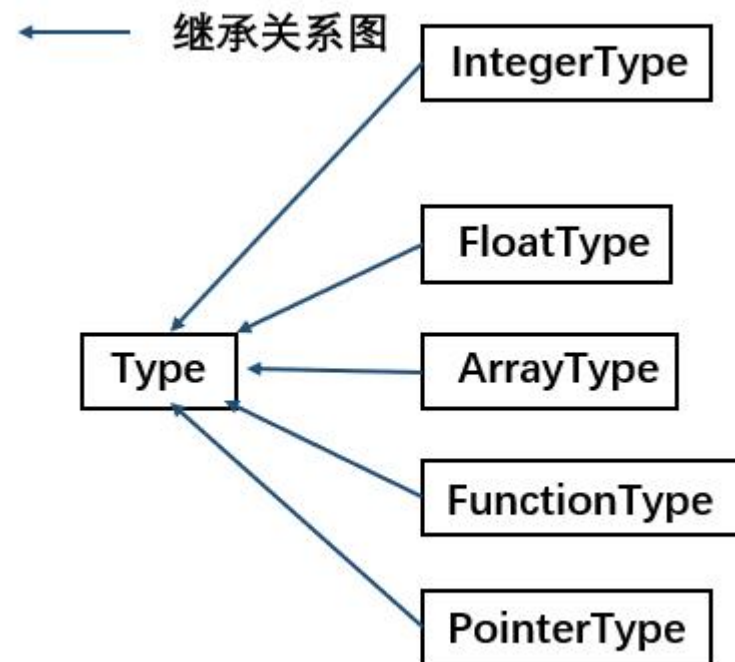 继承关系图
IntegerType
FloatType
Type
ArrayType
FunctionType
PointerType